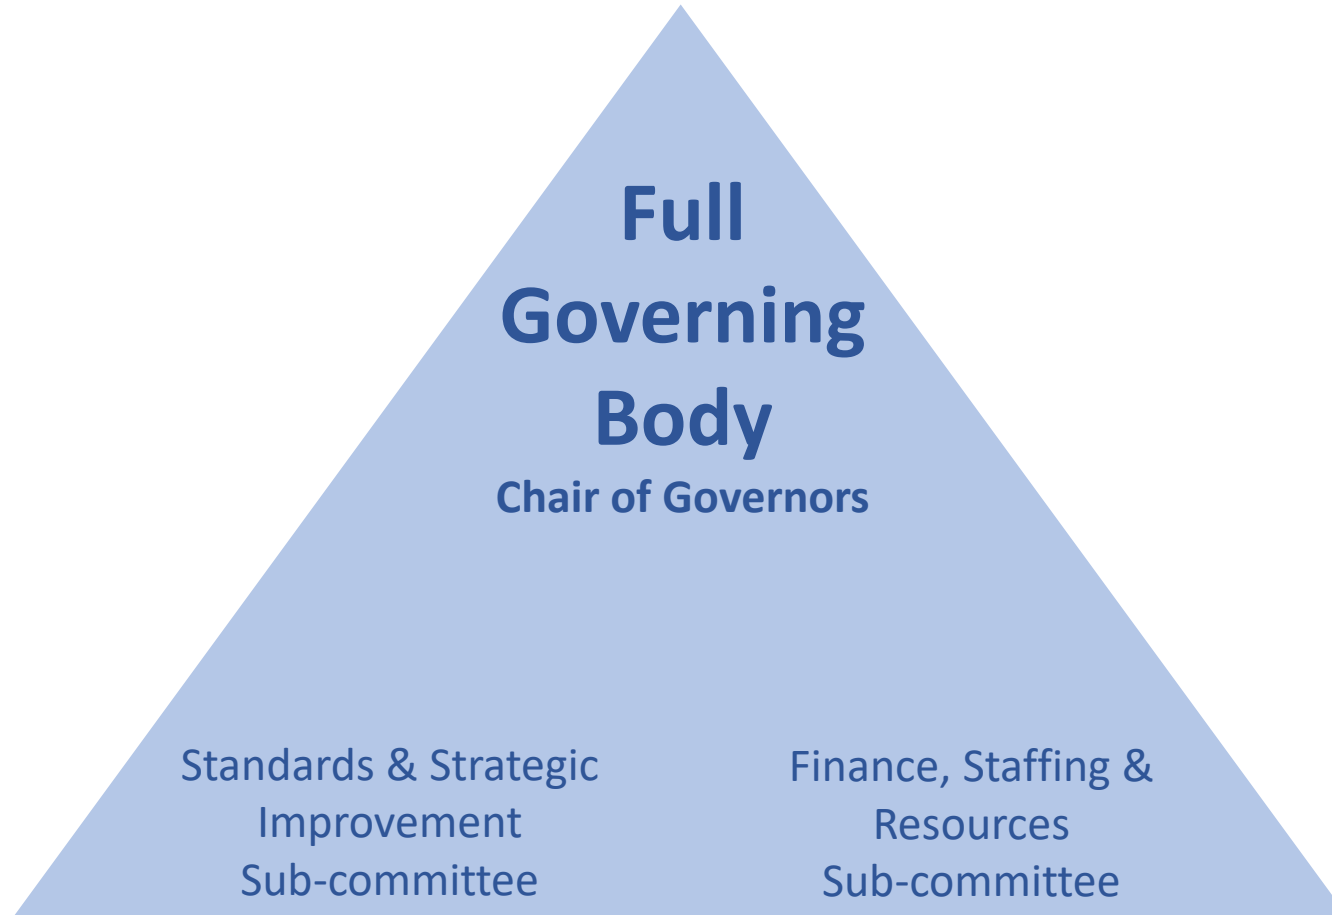 Full
Governing
Body
Chair of Governors
Standards & Strategic
Improvement
Sub-committee
Finance, Staffing &
Resources
Sub-committee